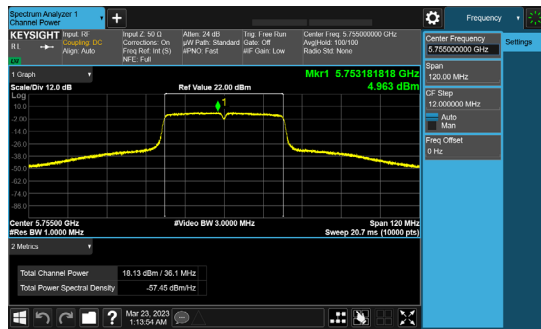 Spectrum Analyzer 1
Channel Power
Frequency
KEYSIGHT
Input: RF
Coupling: DC
Align: Auto
Input Z: 50 Ω
Corrections: On
Freq Ref: Int (S)
NFE: Full
Atten: 24 dB
µW Path: Standard
#PNO: Fast
Trig: Free Run
Gate: Off
#IF Gain: Low
Center Freq: 5.755000000 GHz
Avg|Hold: 100/100
Radio Std: None
RL
Center Frequency
5.755000000 GHz
Settings
Span
120.00 MHz
CF Step
12.000000 MHz
Auto
Man
Freq Offset
0 Hz
1 Graph
Mkr1 5.753181818 GHz
4.963 dBm
Scale/Div 12.0 dB
Ref Value 22.00 dBm
Log
10.0
-2.00
-14.0
-26.0
-38.0
-50.0
-62.0
-74.0
-86.0
1
Center 5.75500 GHz
#Video BW 3.0000 MHz
Span 120 MHz
#Res BW 1.0000 MHz
Sweep 20.7 ms (10000 pts)
2 Metrics
Total Channel Power 18.13 dBm / 36.1 MHz
Total Power Spectral Density -57.45 dBm/Hz
Mar 23, 2023
1:13:54 AM